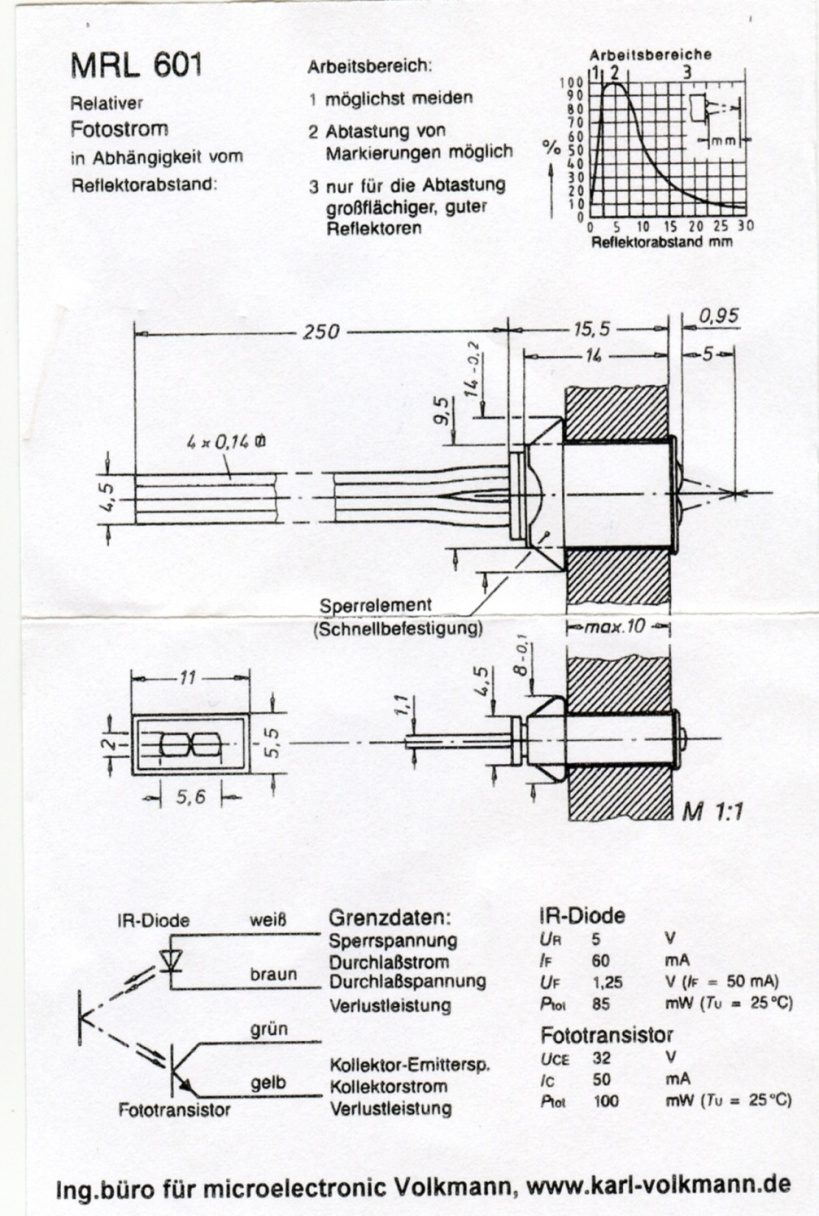 MRL 601
Relativer
Fotostrom
in Abhängigkeit vom
Reflektorabstand:
Arbeitsbereich:
1 möglichst meiden
2 Abtastung von
Markierungen möglich
3 nur für die Abtastung
großflächiger, guter
Reflektoren
Arbeitsbereiche
1 2 3
100
90
80
70
60
50
40
30
20
10
0
%
mm
0 5 10 15 20 25 30
Reflektorabstand mm
250
15,5
0,95
14
5
14-0,2
9,5
4 x 0,14
4,5
Sperrelement
(Schnellbefestigung)
max.10
11
2
5,5
5,6
1,1
4,5
8-0,1
M 1:1
IR-Diode
weiß
braun
grün
gelb
Fototransistor
Grenzdaten:
Sperrspannung
Durchlaßstrom
Durchlaßspannung
Verlustleistung
Kollektor-Emittersp.
Kollektorstrom
Verlustleistung
IR-Diode
UR 5 V
IF 60 mA
UF 1,25 V (IF = 50 mA)
Ptot 85 mW (TU = 25°C)
Fototransistor
UCE 32 V
IC 50 mA
Ptot 100 mW (TU = 25°C)
Ing.büro für microelectronic Volkmann, www.karl-volkmann.de